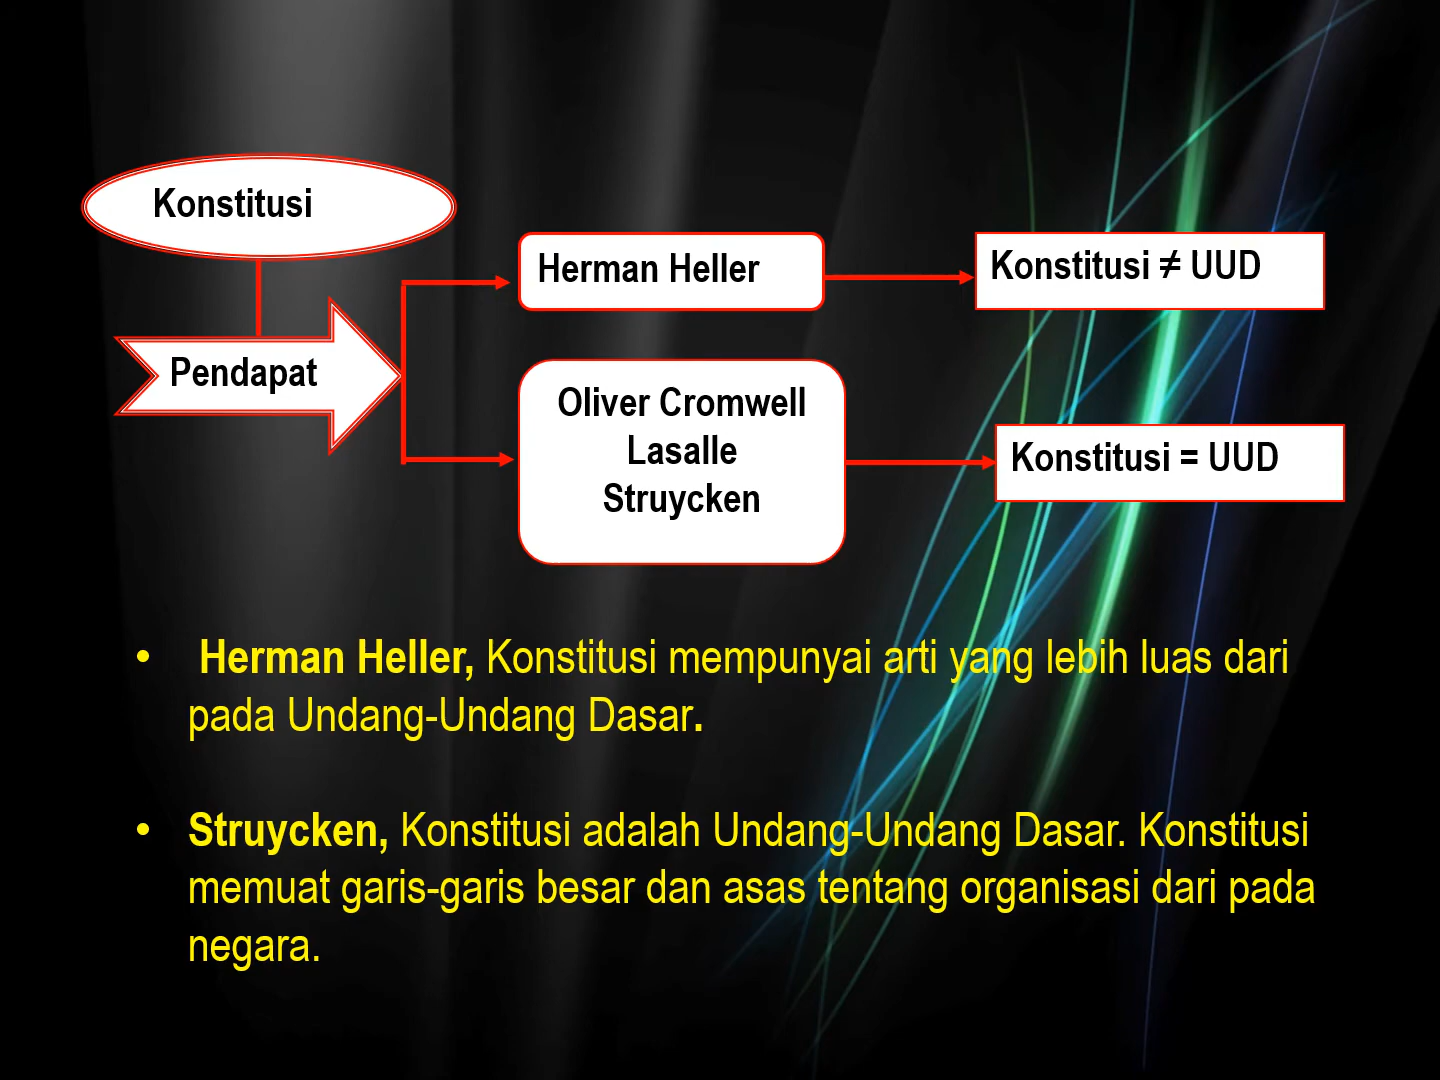 Konstitusi
Pendapat
Herman Heller
Konstitusi ≠ UUD
Oliver Cromwell
Lasalle
Struycken
Konstitusi = UUD
• Herman Heller, Konstitusi mempunyai arti yang lebih luas dari
pada Undang-Undang Dasar.
• Struycken, Konstitusi adalah Undang-Undang Dasar. Konstitusi
memuat garis-garis besar dan asas tentang organisasi dari pada
negara.